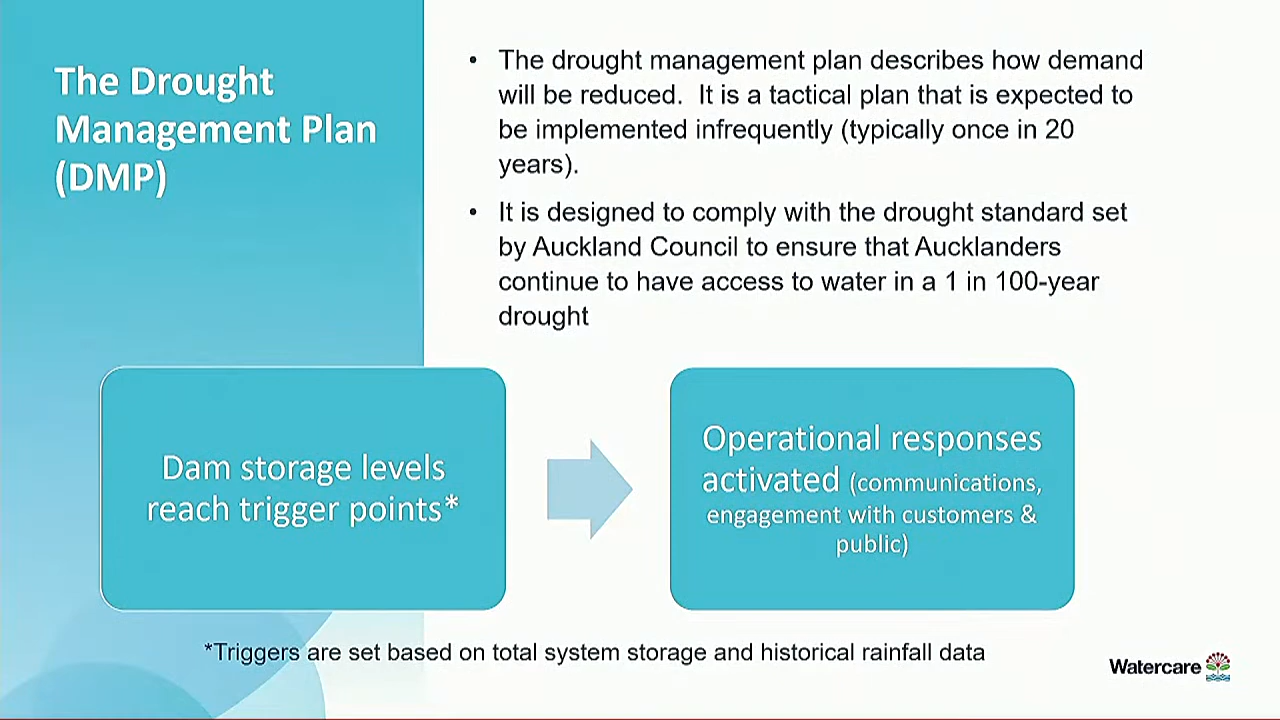 The Drought
Management Plan
(DMP)
• The drought management plan describes how demand
will be reduced.  It is a tactical plan that is expected to
be implemented infrequently (typically once in 20
years).
• It is designed to comply with the drought standard set
by Auckland Council to ensure that Aucklanders
continue to have access to water in a 1 in 100-year
drought
Dam storage levels
reach trigger points*
Operational responses
activated (communications,
engagement with customers &
public)
*Triggers are set based on total system storage and historical rainfall data
Watercare